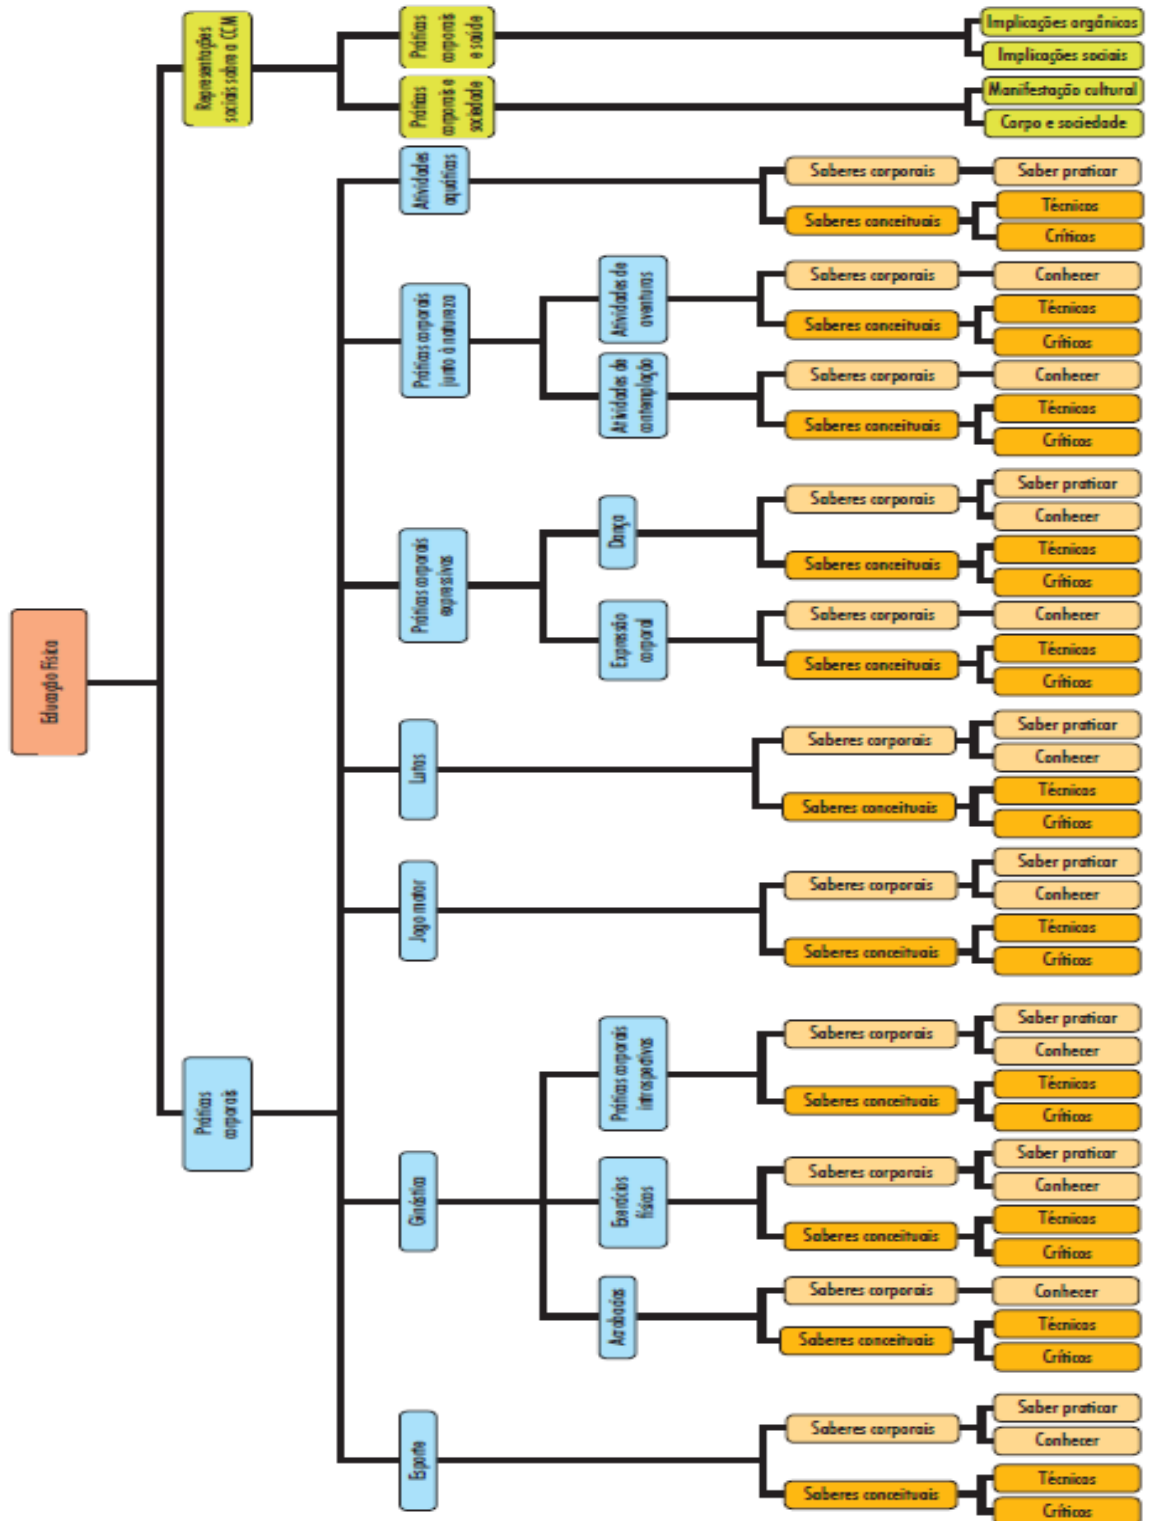 Educação Física
Representações
sociais sobre a CCM
Práticas
corporais
e saúde
Implicações orgânicas
Implicações sociais
Práticas
corporais e
sociedade
Manifestação cultural
Corpo e sociedade
Práticas
corporais
Atividades
aquáticas
Saberes corporais
Saber praticar
Saberes conceituais
Técnicos
Críticos
Práticas corporais
junto à natureza
Atividades de
aventuras
Saberes corporais
Conhecer
Saberes conceituais
Técnicos
Críticos
Atividades de
contemplação
Saberes corporais
Conhecer
Saberes conceituais
Técnicos
Críticos
Práticas corporais
expressivas
Dança
Saberes corporais
Saber praticar
Conhecer
Saberes conceituais
Técnicos
Críticos
Expressão
corporal
Saberes corporais
Conhecer
Saberes conceituais
Técnicos
Críticos
Lutas
Saberes corporais
Saber praticar
Conhecer
Saberes conceituais
Técnicos
Críticos
Jogo motor
Saberes corporais
Saber praticar
Conhecer
Saberes conceituais
Técnicos
Críticos
Ginástica
Práticas corporais
introspectivas
Saberes corporais
Saber praticar
Conhecer
Saberes conceituais
Técnicos
Críticos
Exercícios
físicos
Saberes corporais
Saber praticar
Conhecer
Saberes conceituais
Técnicos
Críticos
Acrobacias
Saberes corporais
Conhecer
Saberes conceituais
Técnicos
Críticos
Esporte
Saberes corporais
Saber praticar
Conhecer
Saberes conceituais
Técnicos
Críticos